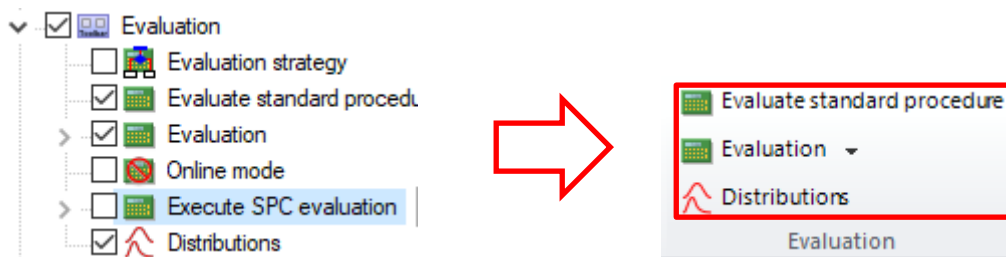 Evaluation
Evaluation strategy
Evaluate standard procedu
Evaluation
Online mode
Execute SPC evaluation
Distributions
Evaluate standard procedure
Evaluation
Distributions
Evaluation